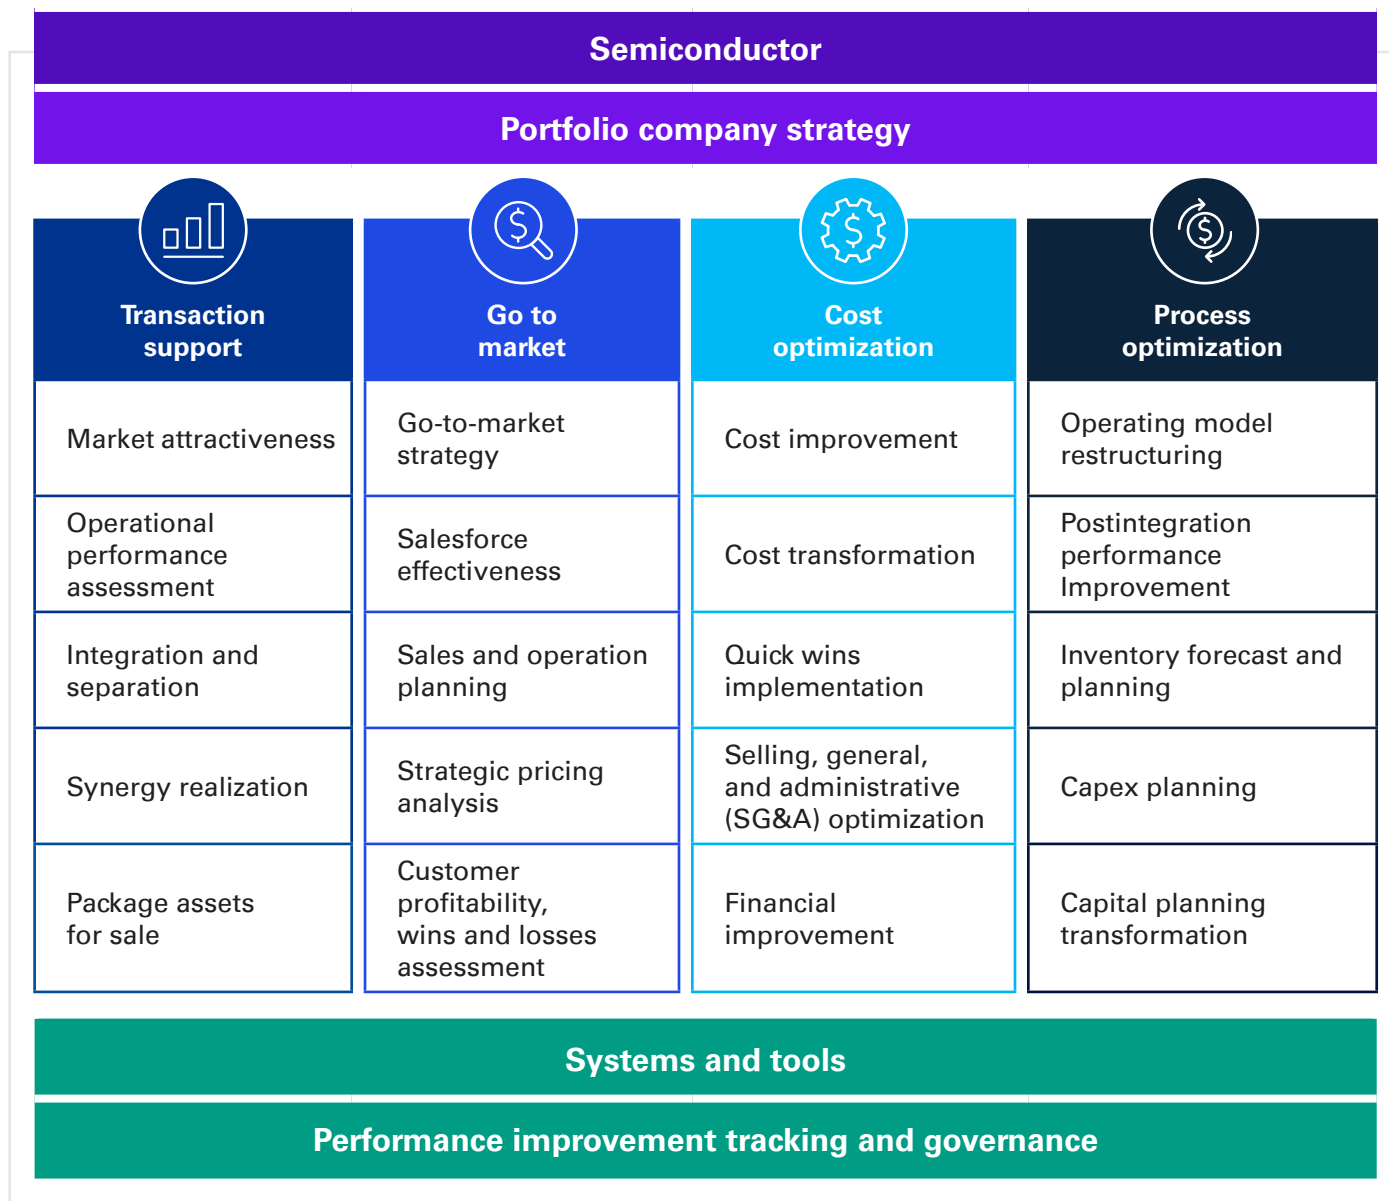 Semiconductor
Portfolio company strategy
Transaction
support
Market attractiveness
Operational
performance
assessment
Integration and
separation
Synergy realization
Package assets
for sale
Go to
market
Go-to-market
strategy
Salesforce
effectiveness
Sales and operation
planning
Strategic pricing
analysis
Customer
profitability,
wins and losses
assessment
Cost
optimization
Cost improvement
Cost transformation
Quick wins
implementation
Selling, general,
and administrative
(SG&A) optimization
Financial
improvement
Process
optimization
Operating model
restructuring
Postintegration
performance
Improvement
Inventory forecast and
planning
Capex planning
Capital planning
transformation
Systems and tools
Performance improvement tracking and governance